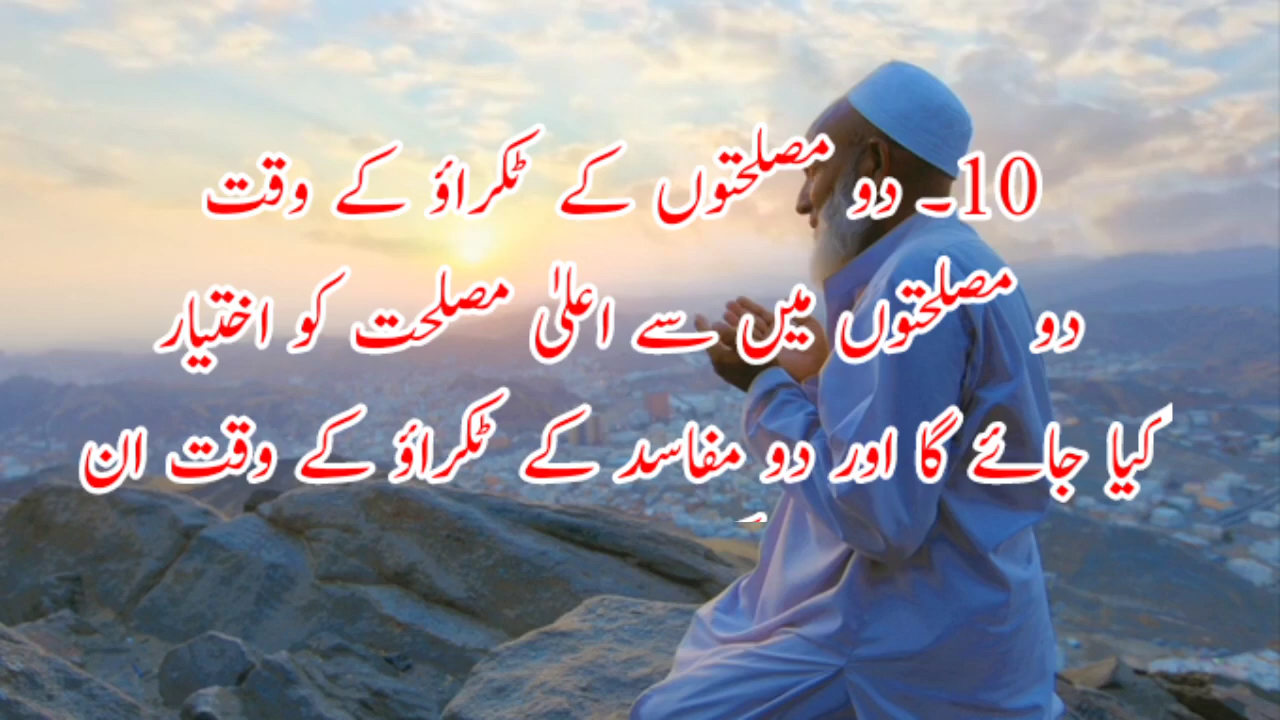 10۔ دو مصلحتوں کے ٹکراؤ کے وقت
دو مصلحتوں میں سے اعلیٰ مصلحت کو اختیار
کیا جائے گا اور دو مفاسد کے ٹکراؤ کے وقت ان